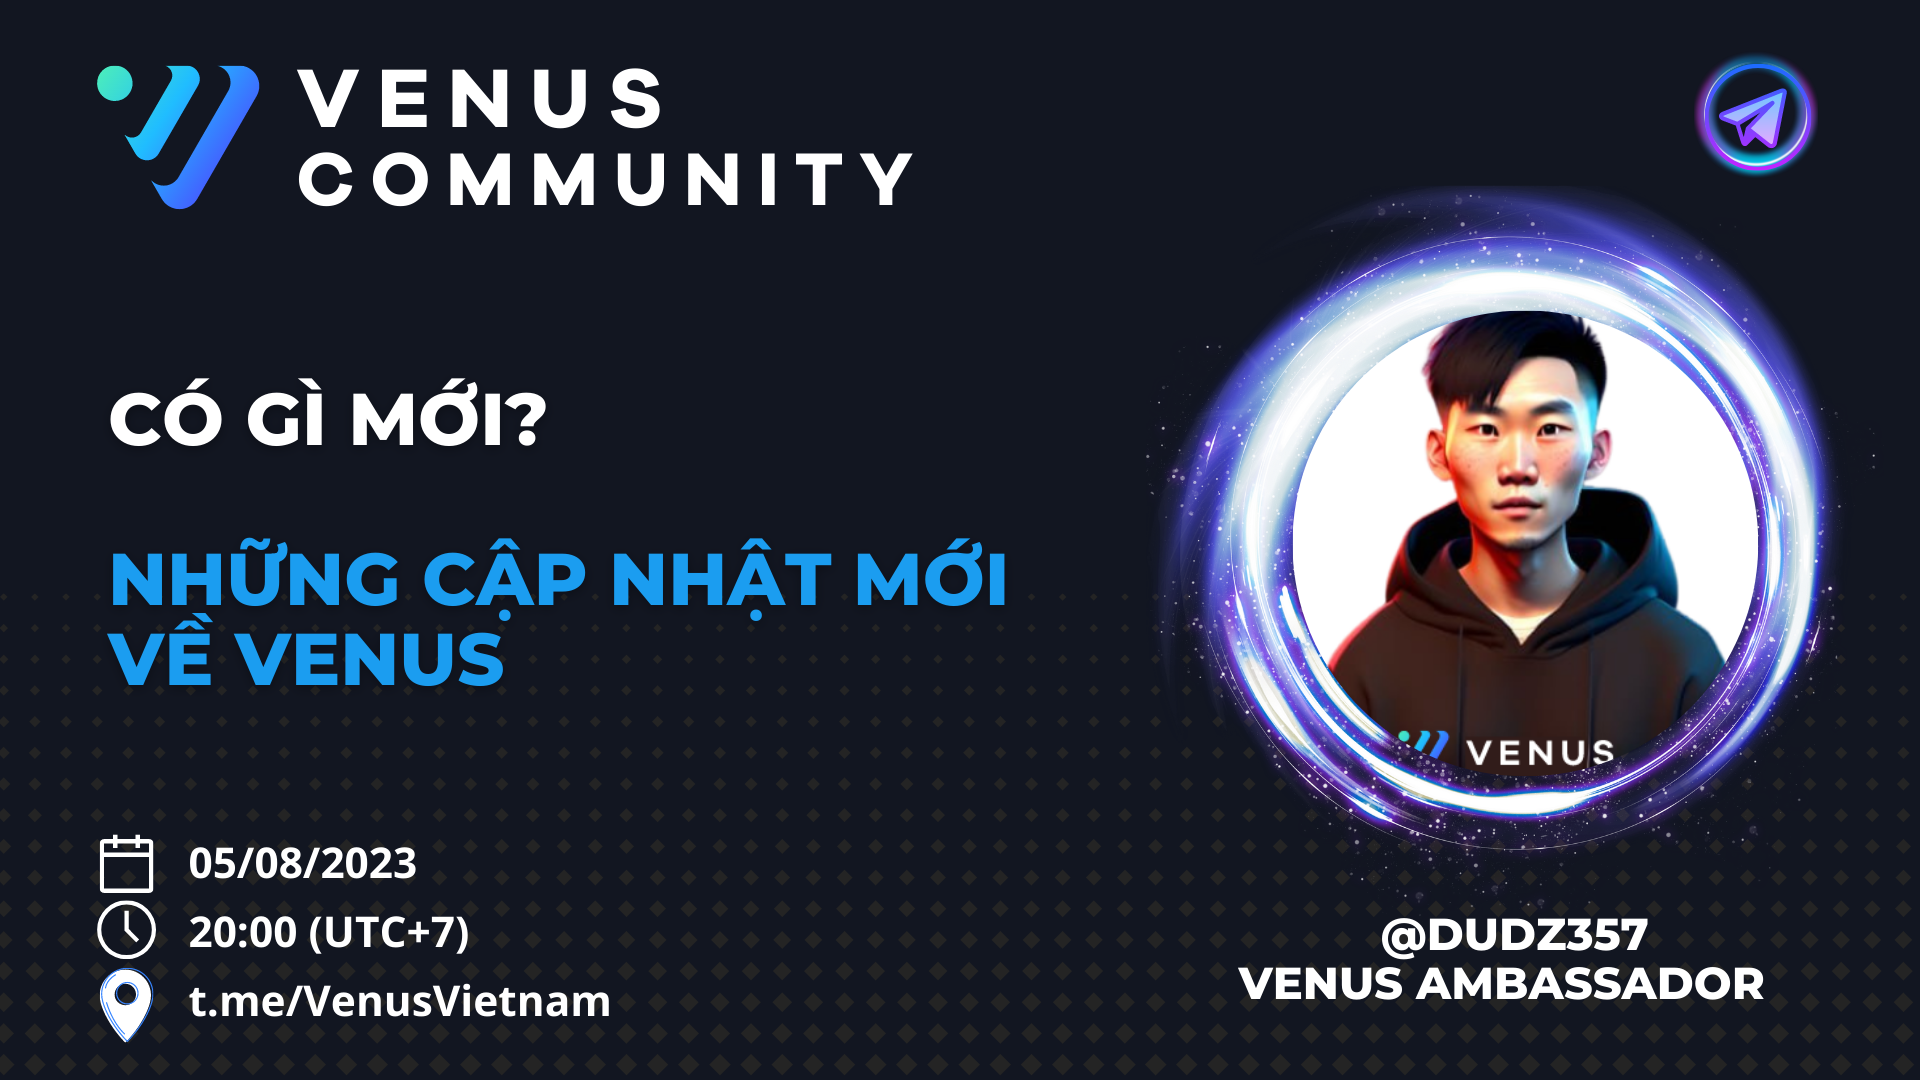 VENUS
COMMUNITY
CÓ GÌ MỚI?
NHỮNG CẬP NHẬT MỚI
VỀ VENUS
VENUS
05/08/2023
20:00 (UTC+7)
t.me/VenusVietnam
@DUDZ357
VENUS AMBASSADOR